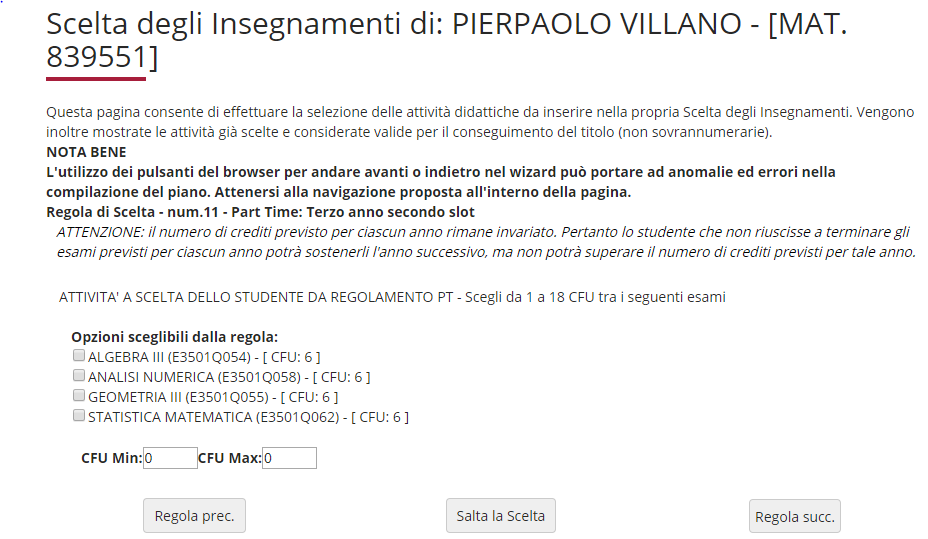 Scelta degli Insegnamenti di: PIERPAOLO VILLANO - [MAT.
839551]
Questa pagina consente di effettuare la selezione delle attività didattiche da inserire nella propria Scelta degli Insegnamenti. Vengono
inoltre mostrate le attività già scelte e considerate valide per il conseguimento del titolo (non sovrannumerarie).
NOTA BENE
L'utilizzo dei pulsanti del browser per andare avanti o indietro nel wizard può portare ad anomalie ed errori nella
compilazione del piano. Attenersi alla navigazione proposta all'interno della pagina.
Regola di Scelta - num.11 - Part Time: Terzo anno secondo slot
ATTENZIONE: il numero di crediti previsto per ciascun anno rimane invariato. Pertanto lo studente che non riuscisse a terminare gli
esami previsti per ciascun anno potrà sostenerli l'anno successivo, ma non potrà superare il numero di crediti previsti per tale anno.
ATTIVITA' A SCELTA DELLO STUDENTE DA REGOLAMENTO PT - Scegli da 1 a 18 CFU tra i seguenti esami
Opzioni sceglibili dalla regola:
ALGEBRA III (E3501Q054) - [ CFU: 6 ]
ANALISI NUMERICA (E3501Q058) - [ CFU: 6 ]
GEOMETRIA III (E3501Q055) - [ CFU: 6 ]
STATISTICA MATEMATICA (E3501Q062) - [ CFU: 6 ]
CFU Min: 0 CFU Max: 0
Regola prec. Salta la Scelta Regola succ.